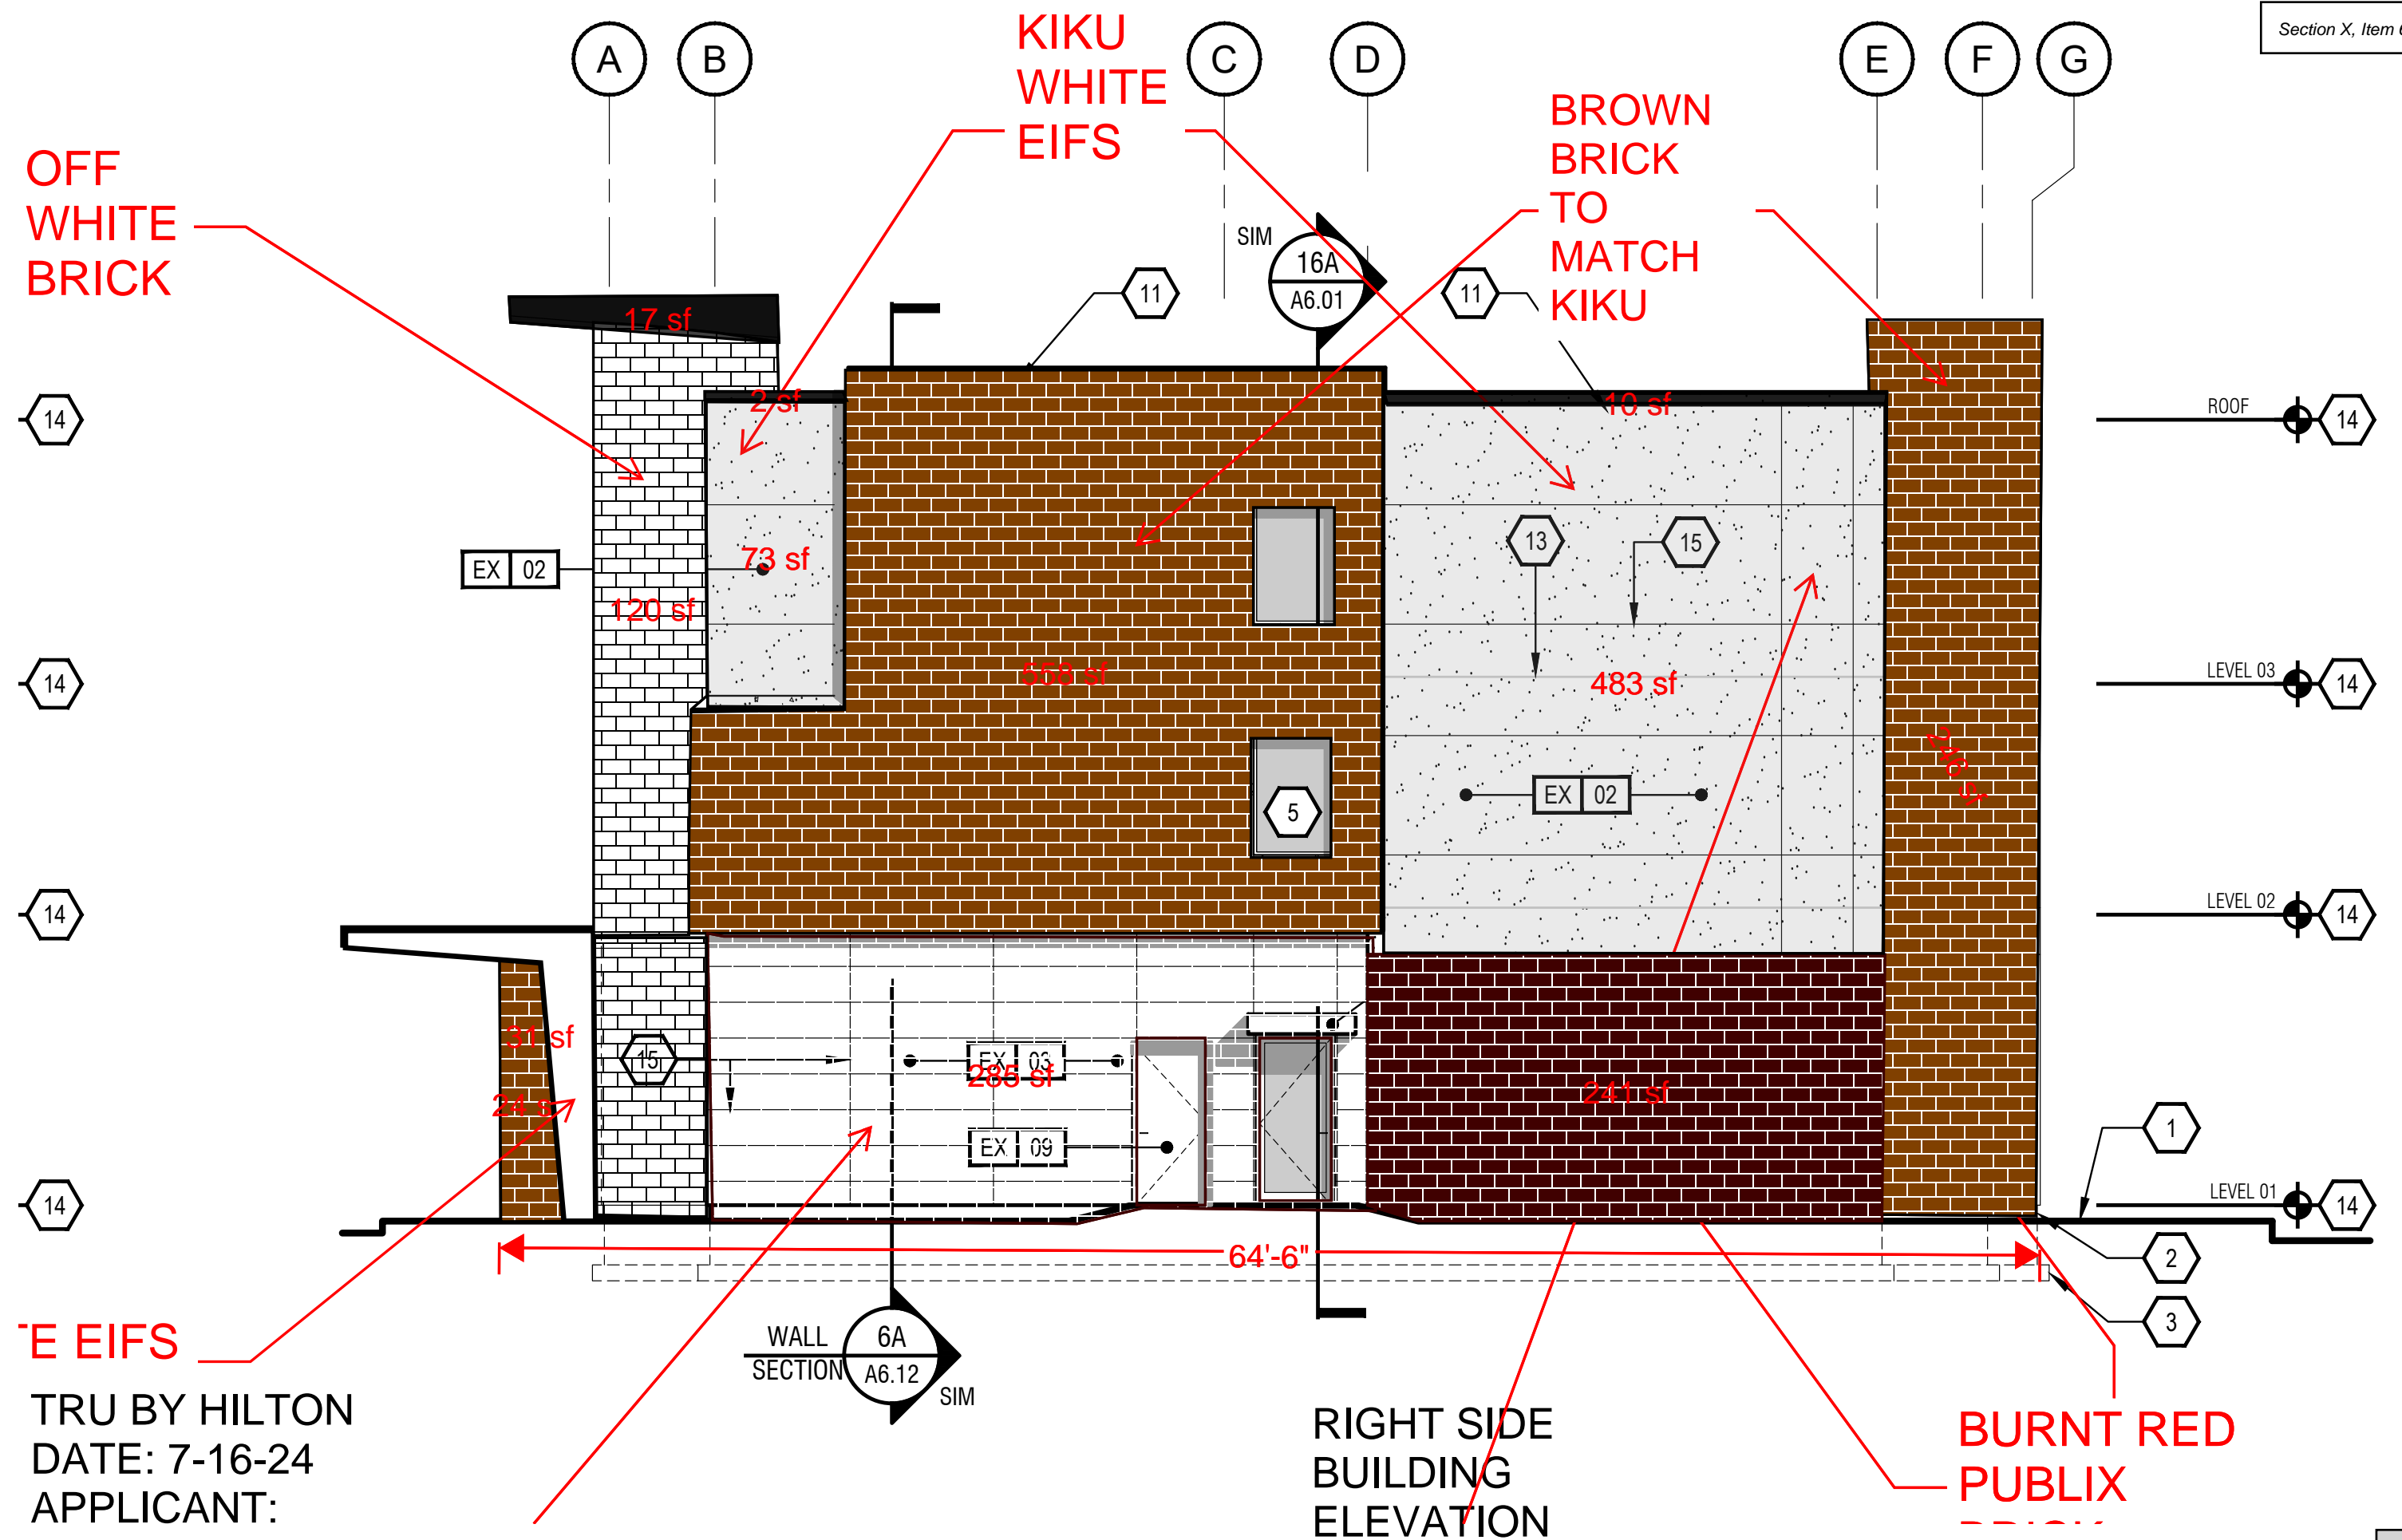 Section X, Item
A
B
C
D
E
F
G
KIKU
WHITE
EIFS
BROWN
BRICK
TO
MATCH
KIKU
OFF
WHITE
BRICK
SIM
16A
A6.01
11
11
17 sf
2 sf
10 sf
14
ROOF
14
13
15
EX 02
73 sf
120 sf
558 sf
483 sf
14
LEVEL 03
14
EX 02
5
14
LEVEL 02
14
31 sf
15
EX 03
285 sf
24 s
241 sf
EX 09
1
14
LEVEL 01
14
64'-6"
2
3
E EIFS
WALL
SECTION
6A
A6.12
SIM
TRU BY HILTON
DATE: 7-16-24
APPLICANT:
RIGHT SIDE
BUILDING
ELEVATION
BURNT RED
PUBLIX
BRICK